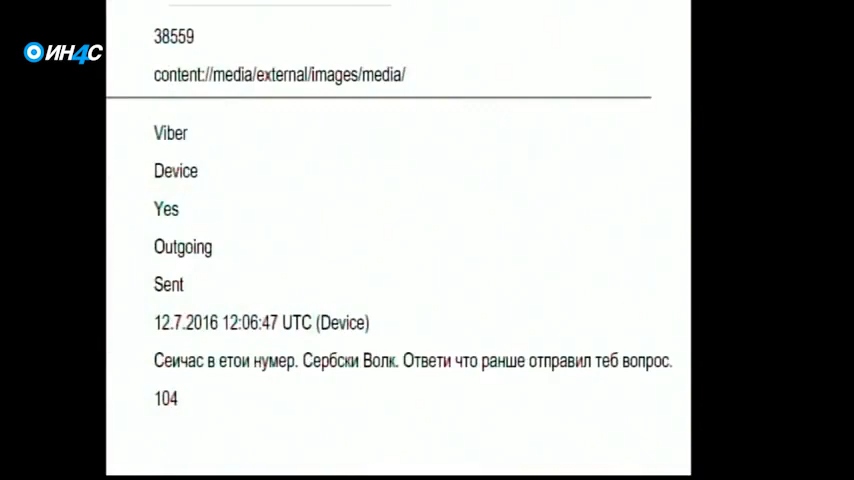 ИН4С
38559
content://media/external/images/media/
Viber
Device
Yes
Outgoing
Sent
12.7.2016 12:06:47 UTC (Device)
Сеичас в етои нумер. Сербски Волк. Ответи что ранше отправил теб вопрос.
104